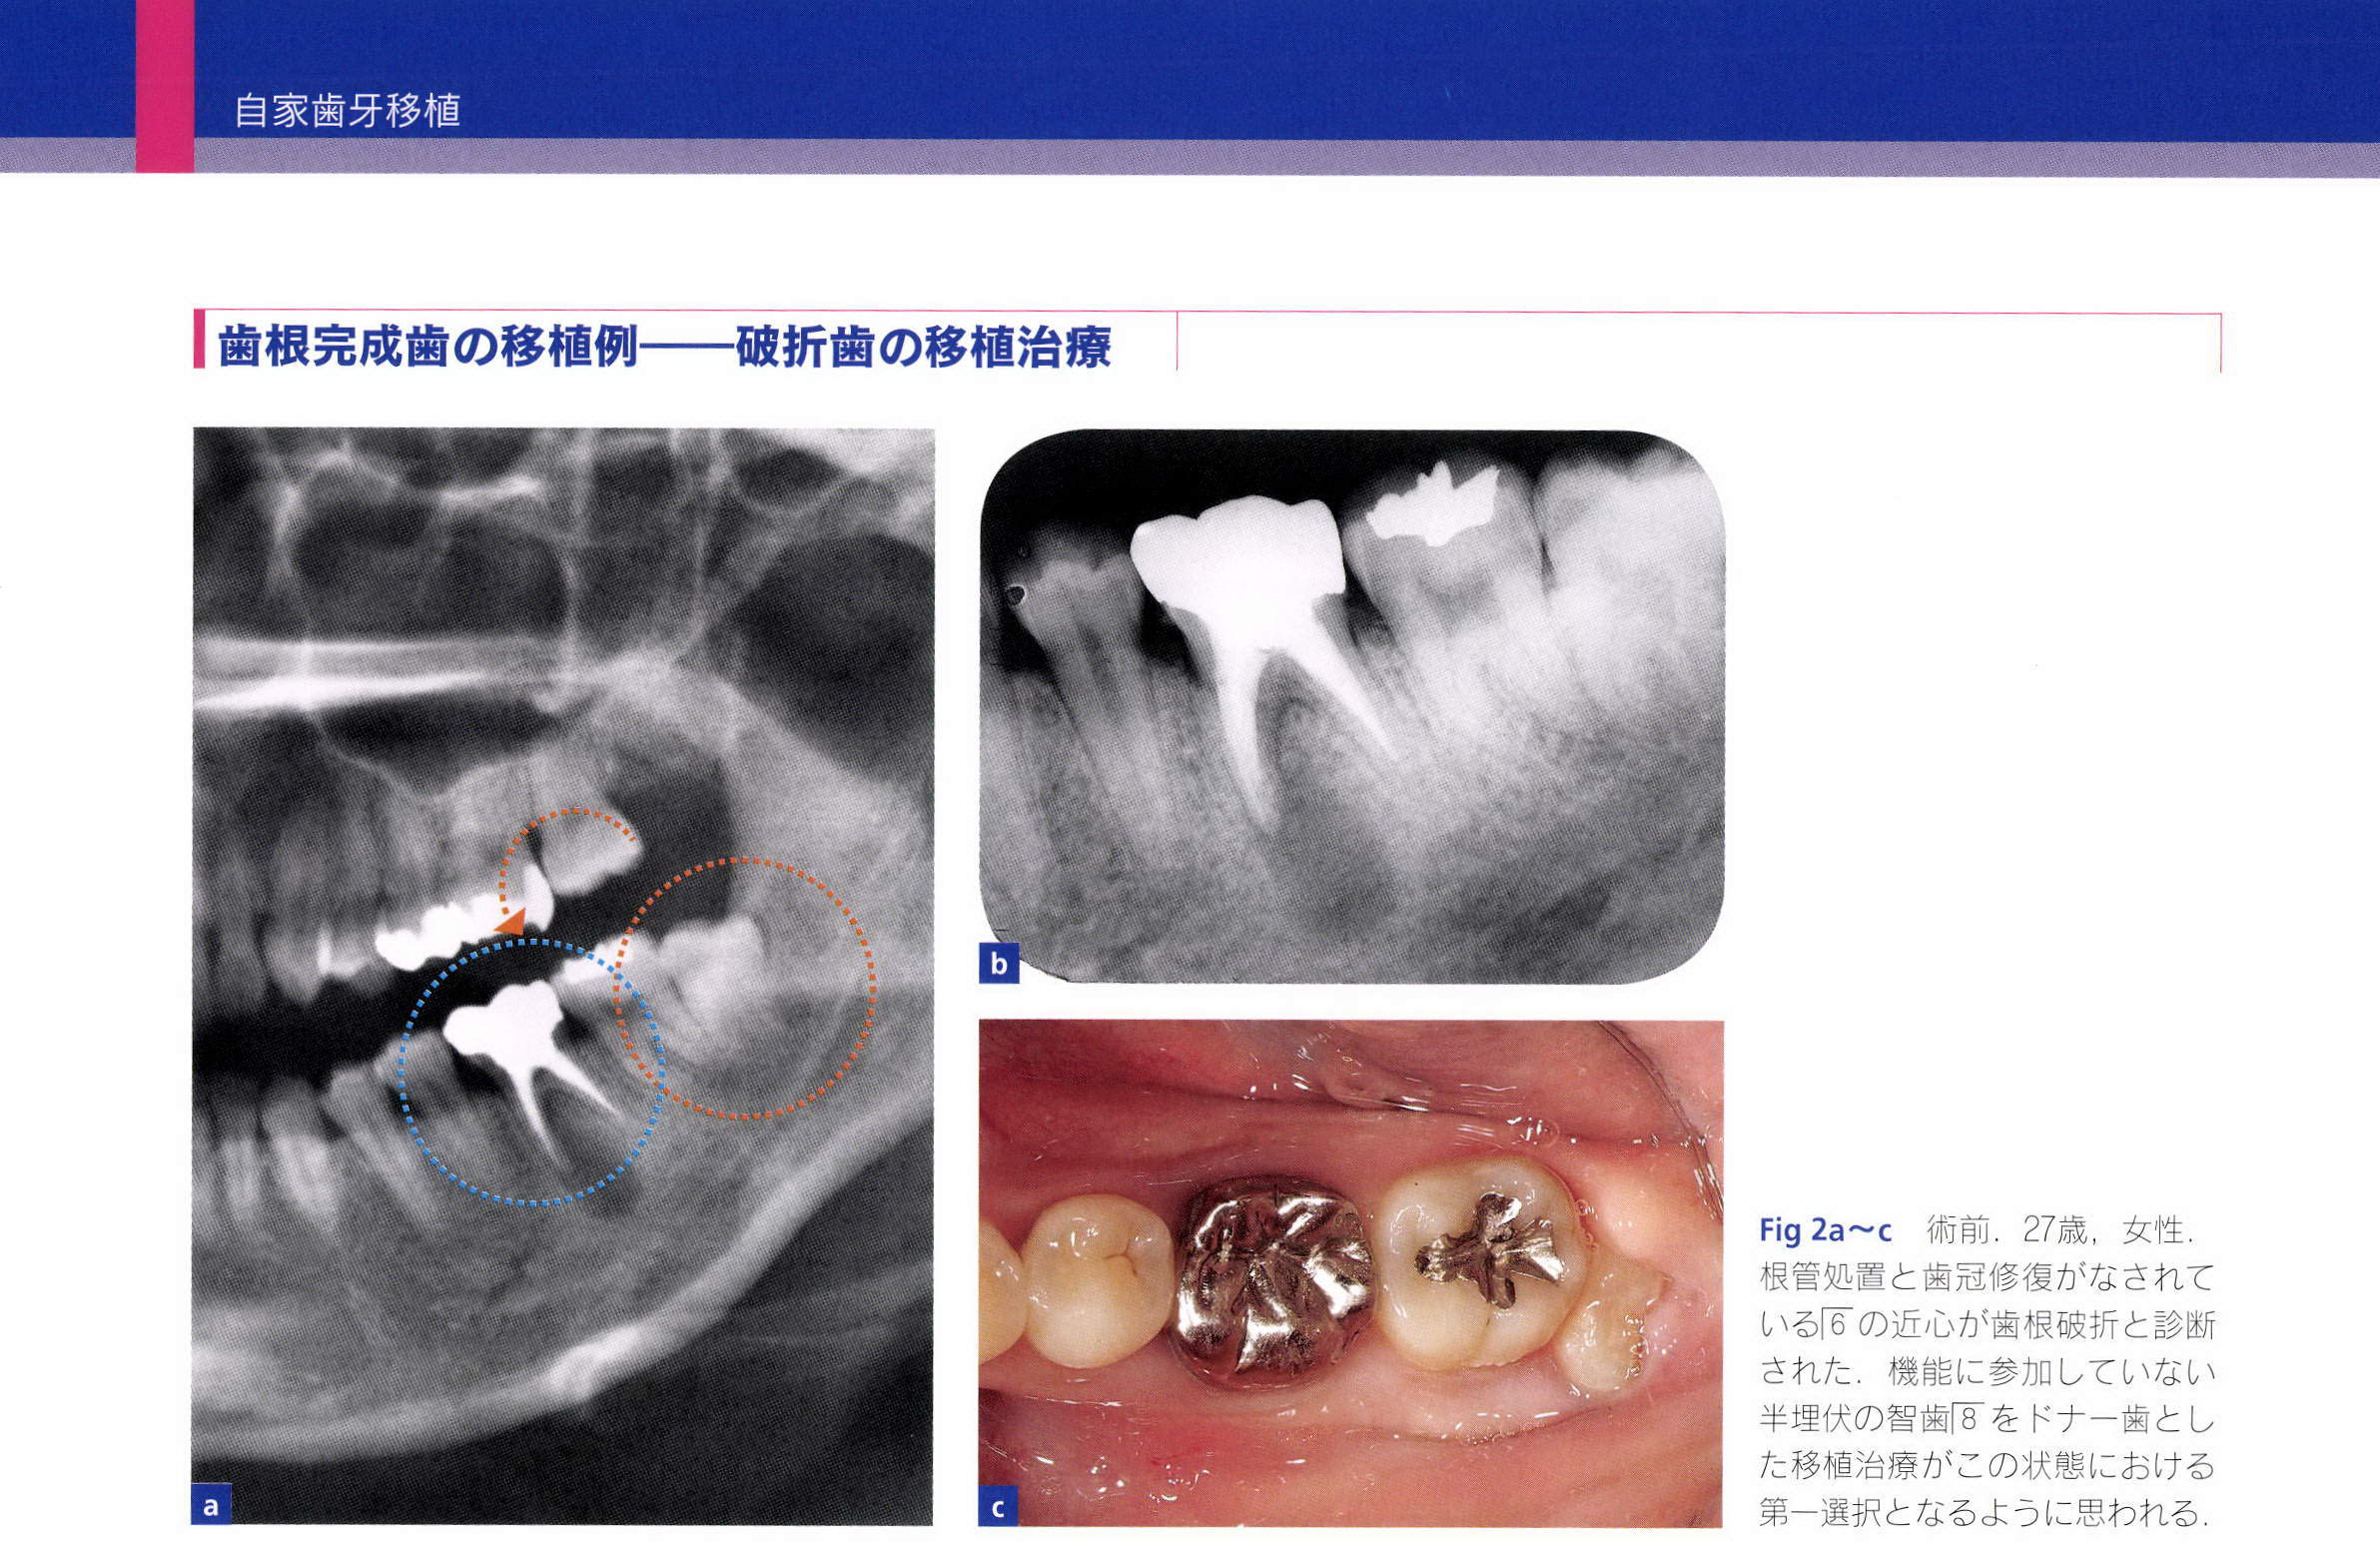 自家歯牙移植
歯根完成歯の移植例——破折歯の移植治療
a
b
c
Fig 2a〜c　術前．27歳，女性．
根管処置と歯冠修復がなされて
いる⎾6 の近心が歯根破折と診断
された．機能に参加していない
半埋伏の智歯⎾8 をドナー歯とし
た移植治療がこの状態における
第一選択となるように思われる．